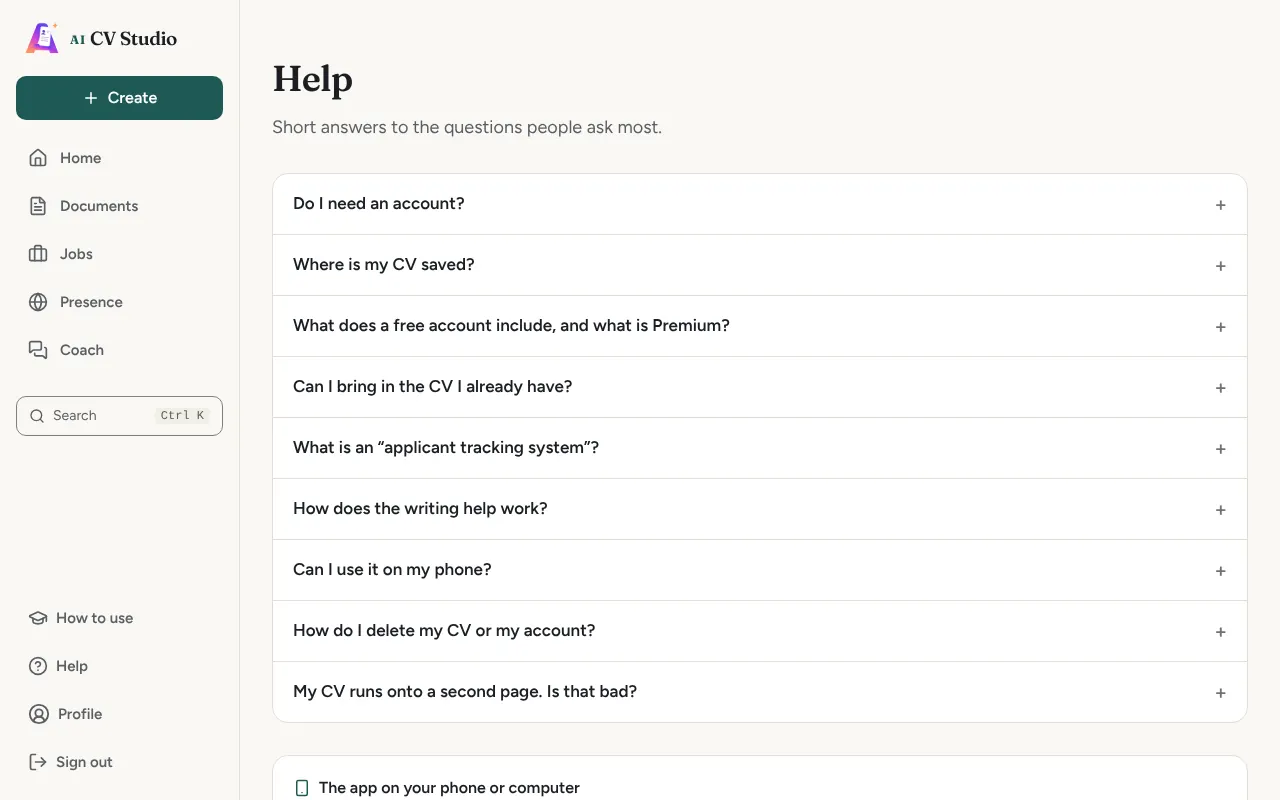 AI CV Studio
+ Create
Home
Documents
Jobs
Presence
Coach
Search Ctrl K
How to use
Help
Profile
Sign out
Help
Short answers to the questions people ask most.
Do I need an account? +
Where is my CV saved? +
What does a free account include, and what is Premium? +
Can I bring in the CV I already have? +
What is an “applicant tracking system”? +
How does the writing help work? +
Can I use it on my phone? +
How do I delete my CV or my account? +
My CV runs onto a second page. Is that bad? +
The app on your phone or computer